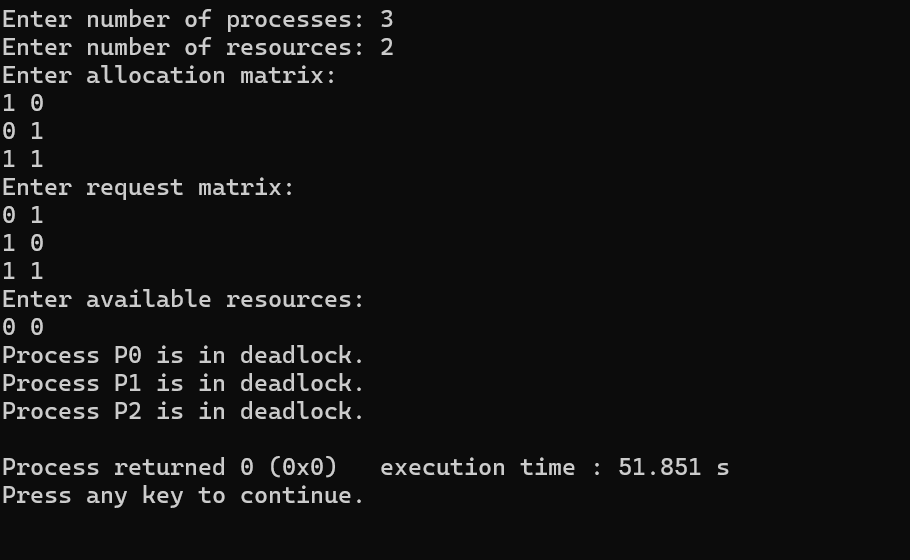 Enter number of processes: 3
Enter number of resources: 2
Enter allocation matrix:
1 0
0 1
1 1
Enter request matrix:
0 1
1 0
1 1
Enter available resources:
0 0
Process P0 is in deadlock.
Process P1 is in deadlock.
Process P2 is in deadlock.
Process returned 0 (0x0)   execution time : 51.851 s
Press any key to continue.